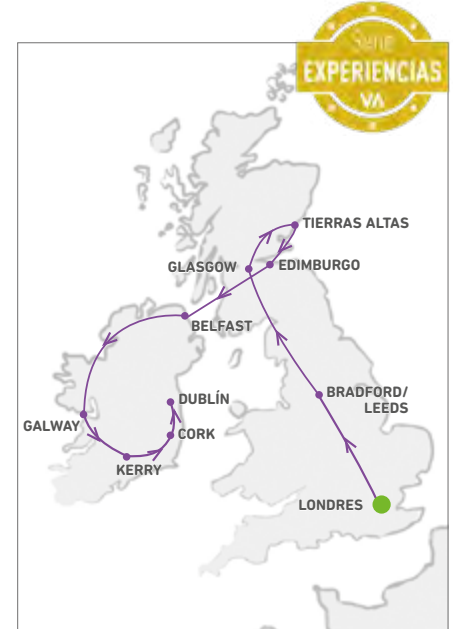 Serie
EXPERIENCIAS
VA
TIERRAS ALTAS
GLASGOW
EDIMBURGO
BELFAST
DUBLÍN
BRADFORD/
LEEDS
GALWAY
CORK
KERRY
LONDRES